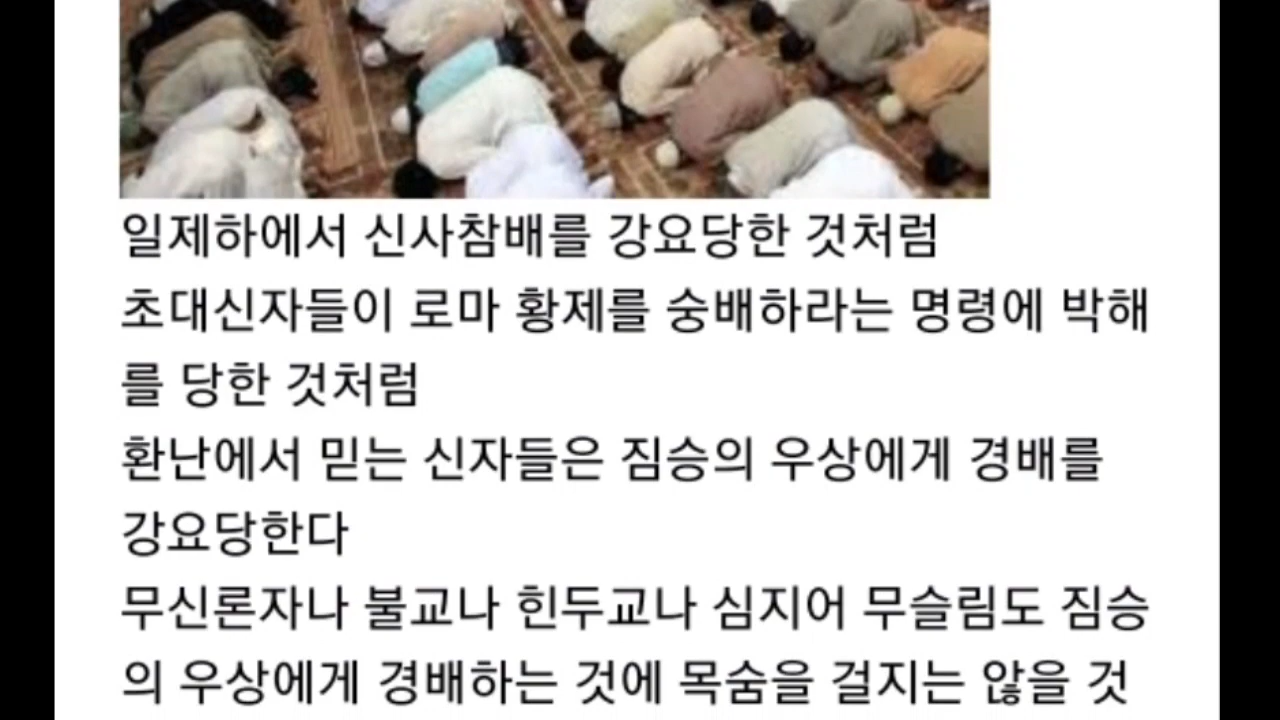 일제하에서 신사참배를 강요당한 것처럼
초대신자들이 로마 황제를 숭배하라는 명령에 박해
를 당한 것처럼
환난에서 믿는 신자들은 짐승의 우상에게 경배를
강요당한다
무신론자나 불교나 힌두교나 심지어 무슬림도 짐승
의 우상에게 경배하는 것에 목숨을 걸지는 않을 것